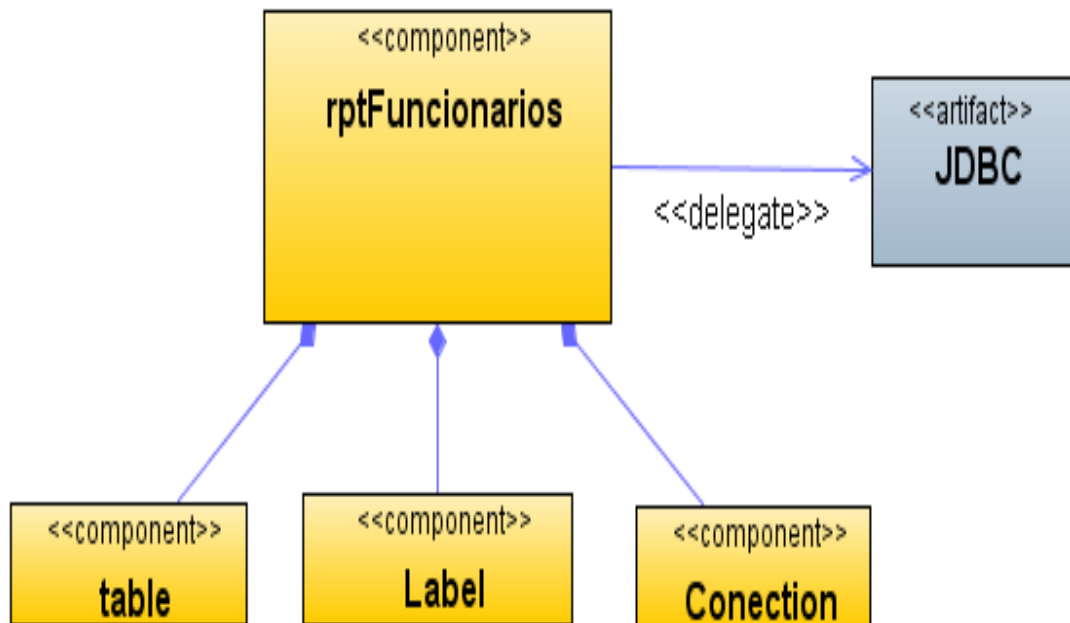 <<component>>
rptFuncionarios
<<artifact>>
JDBC
<<delegate>>
<<component>>
table
<<component>>
Label
<<component>>
Conection